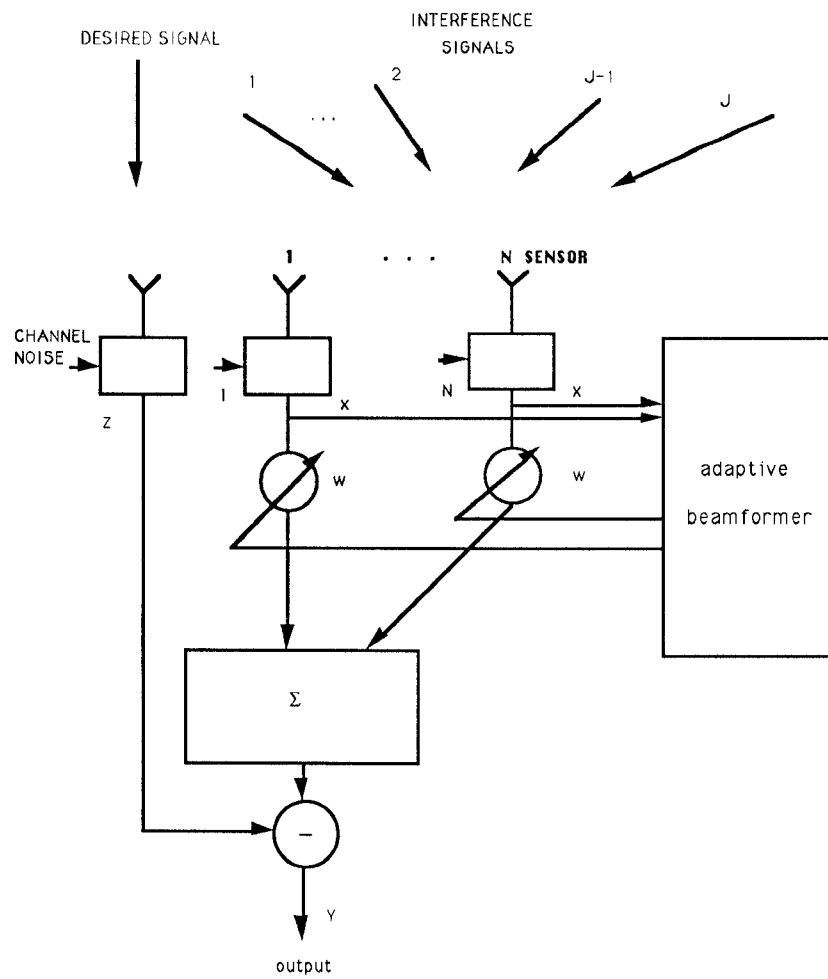 INTERFERENCE
SIGNALS
DESIRED SIGNAL
1
...
2
J-1
J
1
. . .
N SENSOR
CHANNEL
NOISE
Z
1
X
N
X
W
W
adaptive
beamformer
Σ
−
Y
output